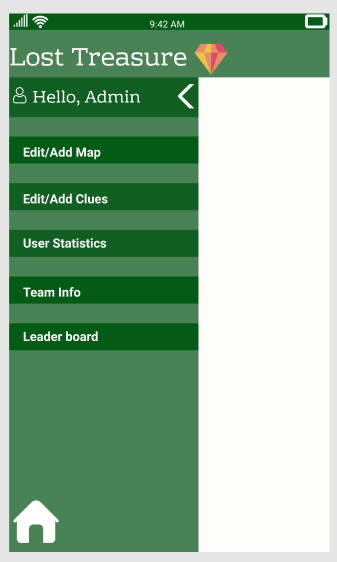 9:42 AM
Lost Treasure
Hello, Admin
Edit/Add Map
Edit/Add Clues
User Statistics
Team Info
Leader board